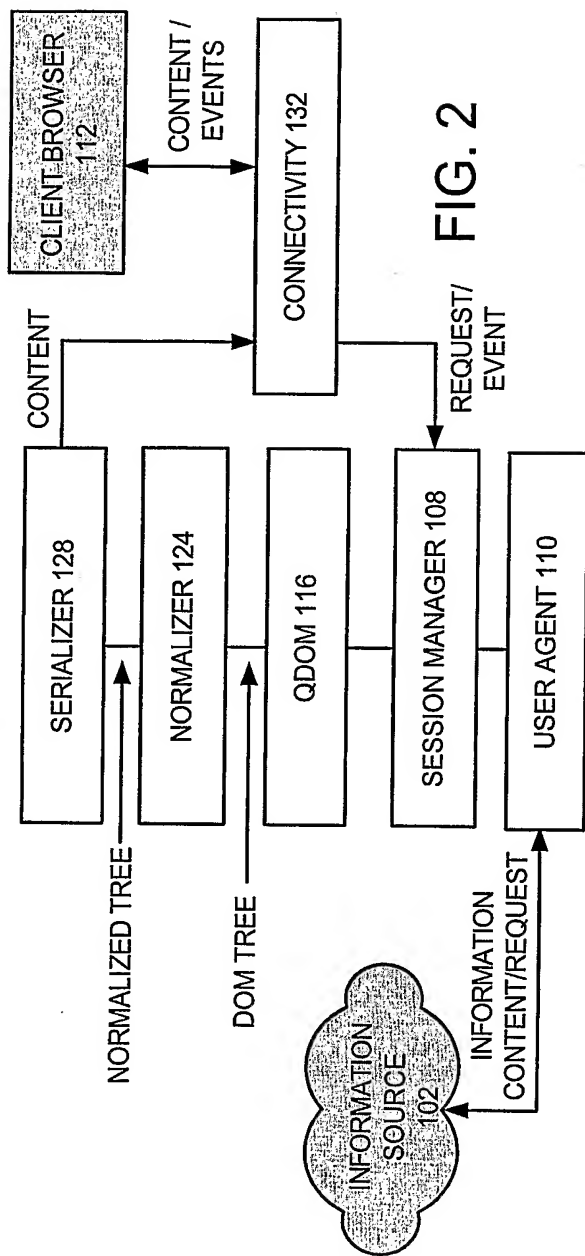 CLIENT BROWSER
112
CONTENT /
EVENTS
CONTENT
CONNECTIVITY 132
REQUEST/
EVENT
SERIALIZER 128
NORMALIZED TREE
NORMALIZER 124
DOM TREE
QDOM 116
SESSION MANAGER 108
USER AGENT 110
INFORMATION
SOURCE
102
INFORMATION
CONTENT/REQUEST
FIG. 2